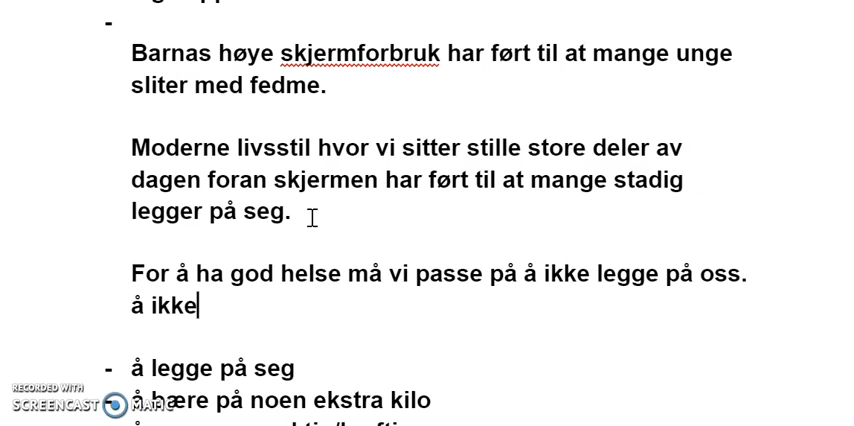 -
Barnas høye skjermforbruk har ført til at mange unge
sliter med fedme.
Moderne livsstil hvor vi sitter stille store deler av
dagen foran skjermen har ført til at mange stadig
legger på seg.
For å ha god helse må vi passe på å ikke legge på oss.
å ikke
- å legge på seg
- å bære på noen ekstra kilo
RECORDED WITH
SCREENCAST MATIC